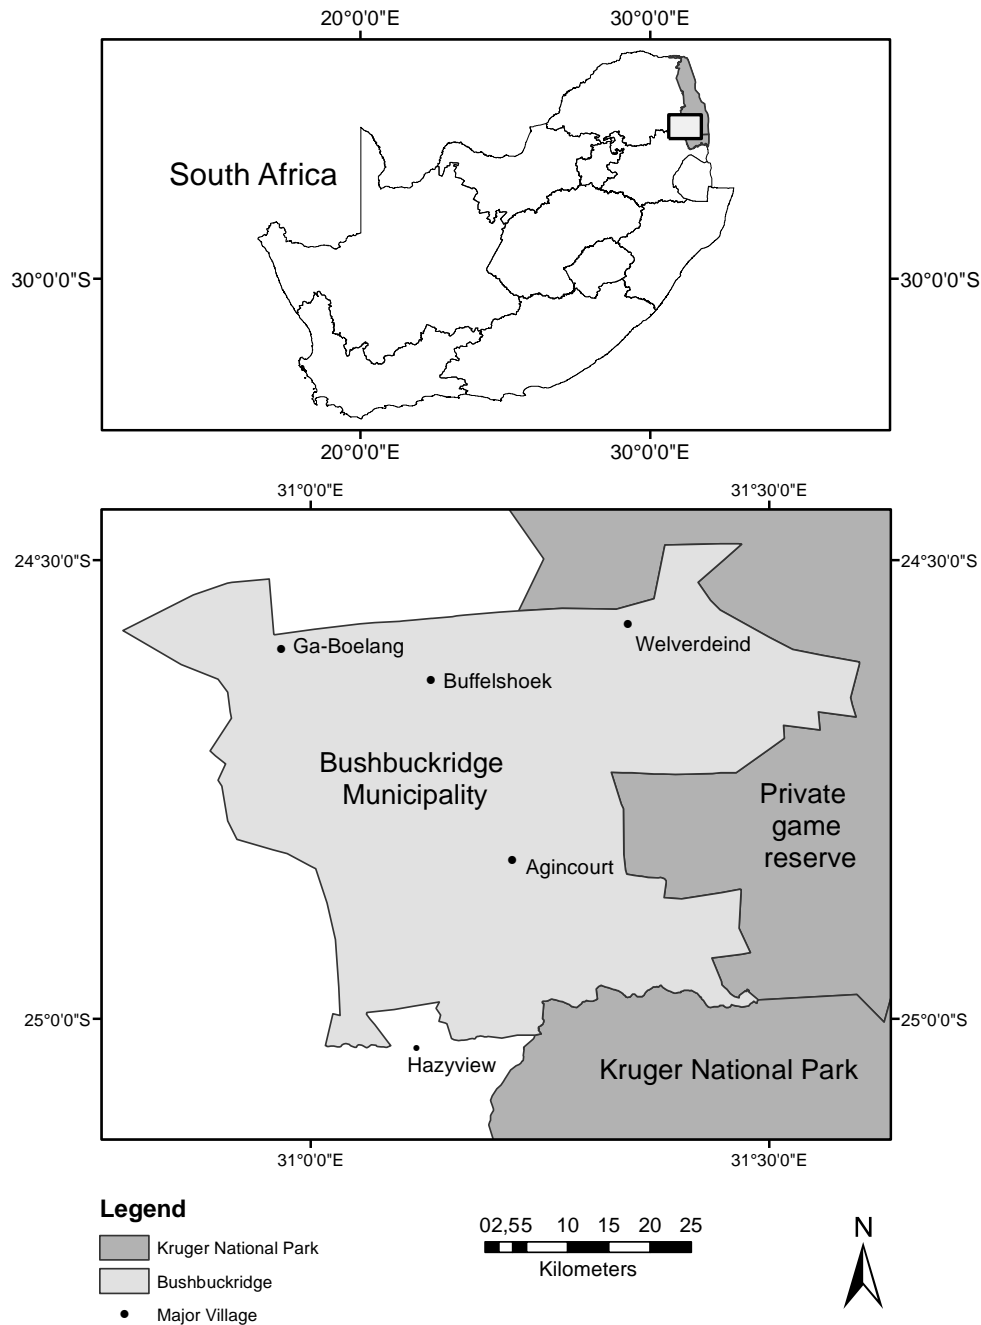 20°0'0"E 30°0'0"E
South Africa
30°0'0"S 30°0'0"S
20°0'0"E 30°0'0"E
31°0'0"E 31°30'0"E
24°30'0"S 24°30'0"S
Ga-Boelang
Welverdeind
Buffelshoek
Bushbuckridge
Municipality
Private
game
reserve
Agincourt
25°0'0"S 25°0'0"S
Hazyview
Kruger National Park
31°0'0"E 31°30'0"E
Legend
Kruger National Park
Bushbuckridge
Major Village
02,55 10 15 20 25
Kilometers
N